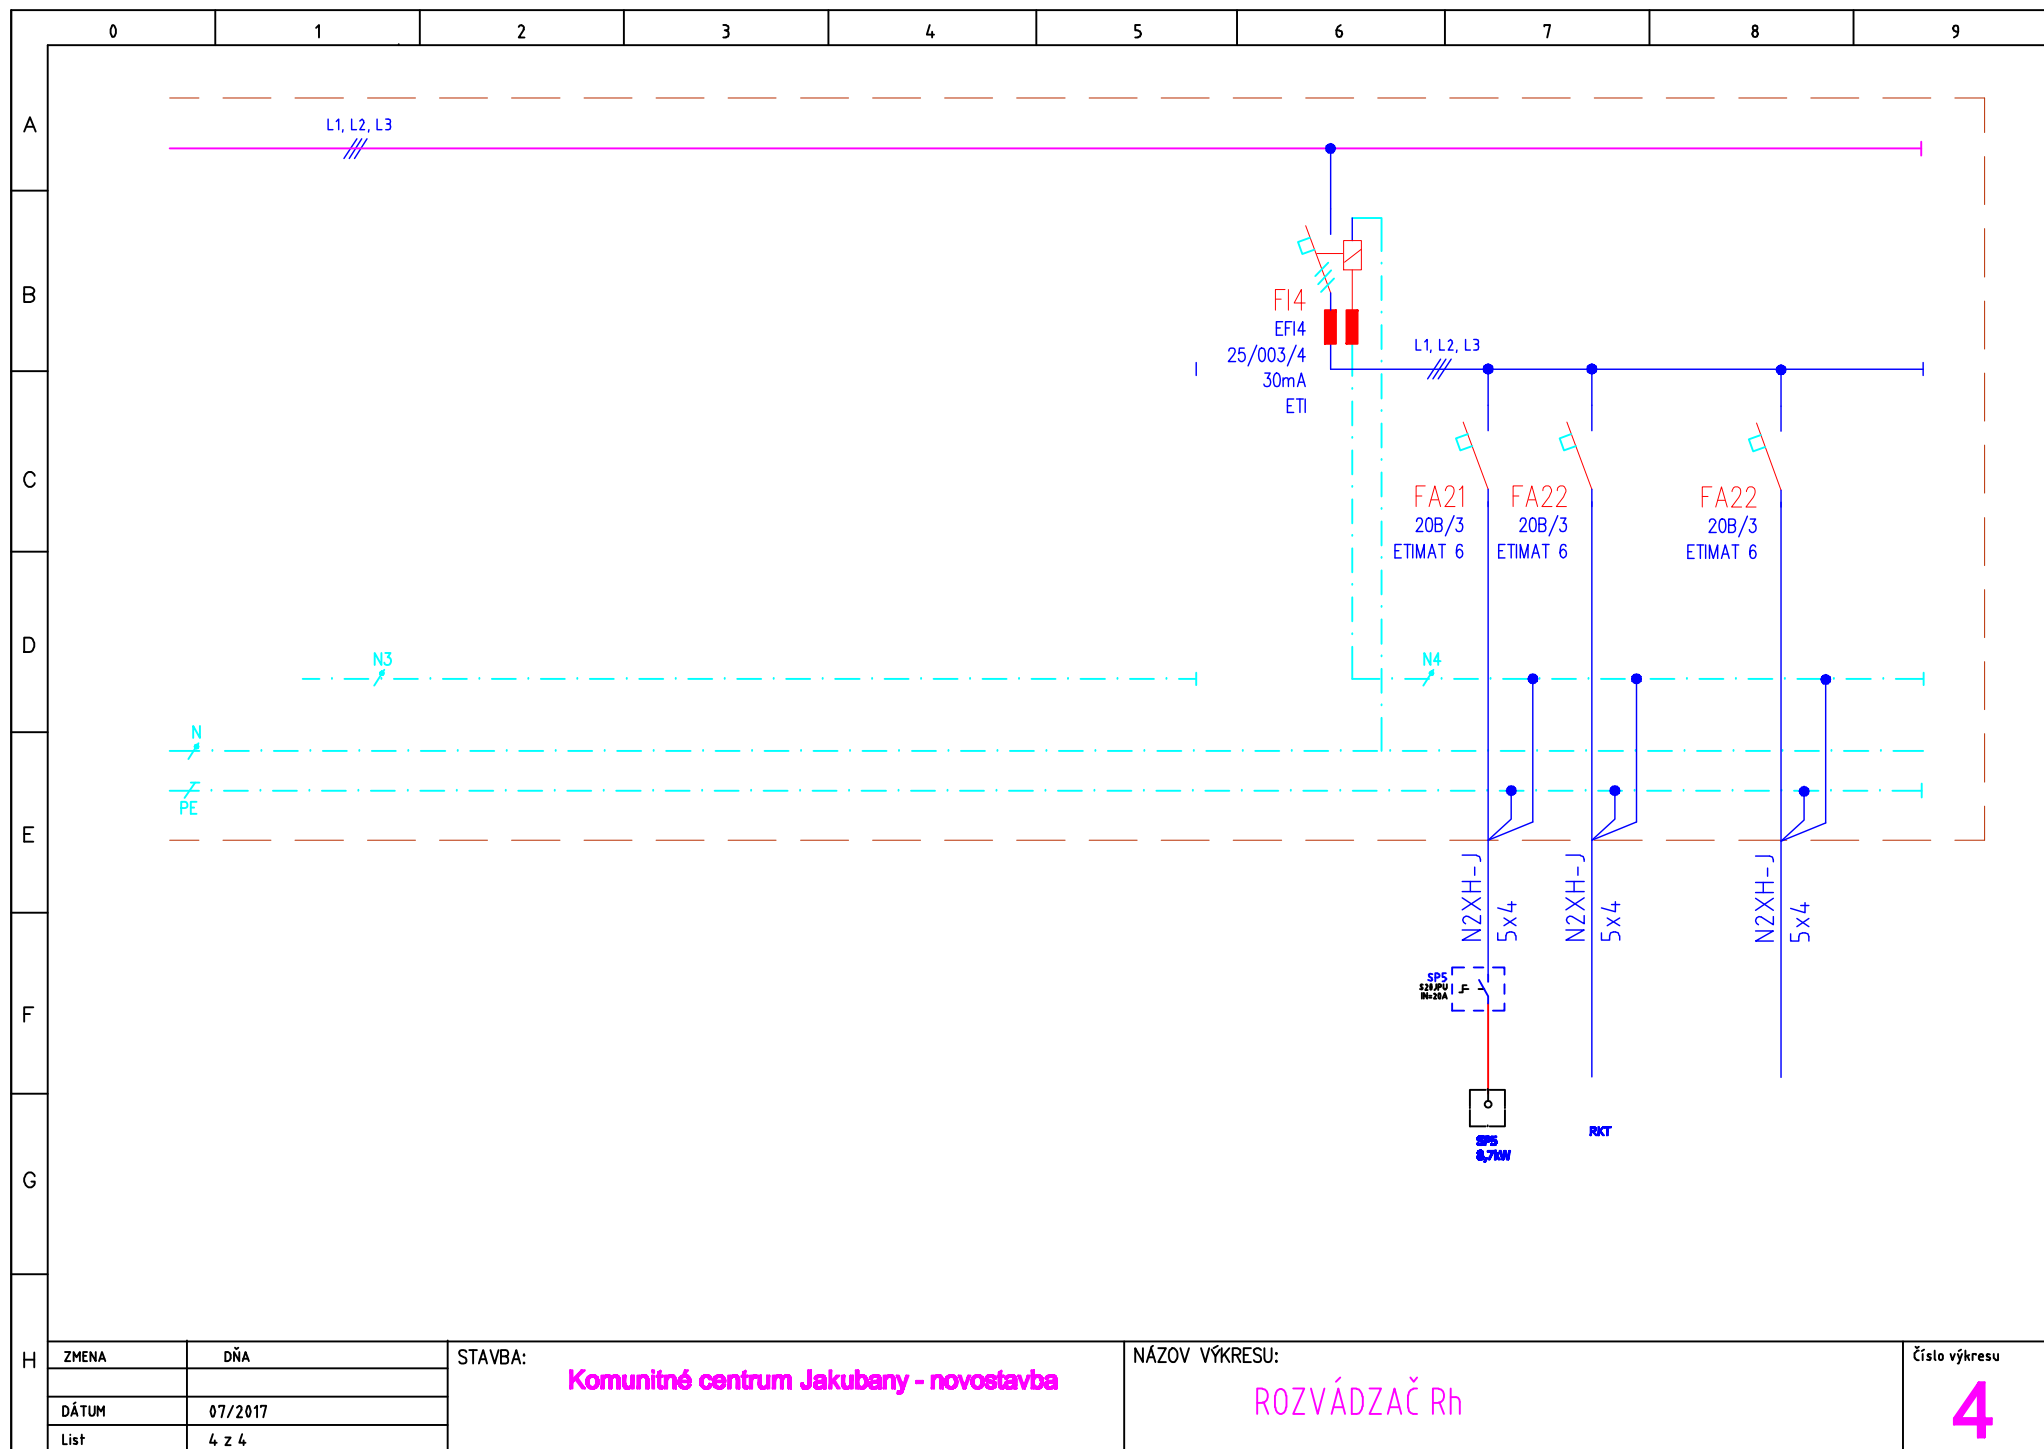 0 1 2 3 4 5 6 7 8 9
A
L1, L2, L3
B
FI4
EFI4
25/003/4
30mA
ETI
L1, L2, L3
C
FA21 FA22 FA22
20B/3 20B/3 20B/3
ETIMAT 6 ETIMAT 6 ETIMAT 6
D
N3 N4
N
PE
E
N2XH-J
5x4
N2XH-J
5x4
N2XH-J
5x4
SP5
S20JPU
IN=20A
F
RKT
SP5
8,7kW
G
H
ZMENA DŇA
DÁTUM 07/2017
List 4 z 4
STAVBA:
Komunitné centrum Jakubany - novostavba
NÁZOV VÝKRESU:
ROZVÁDZAČ Rh
Číslo výkresu
4